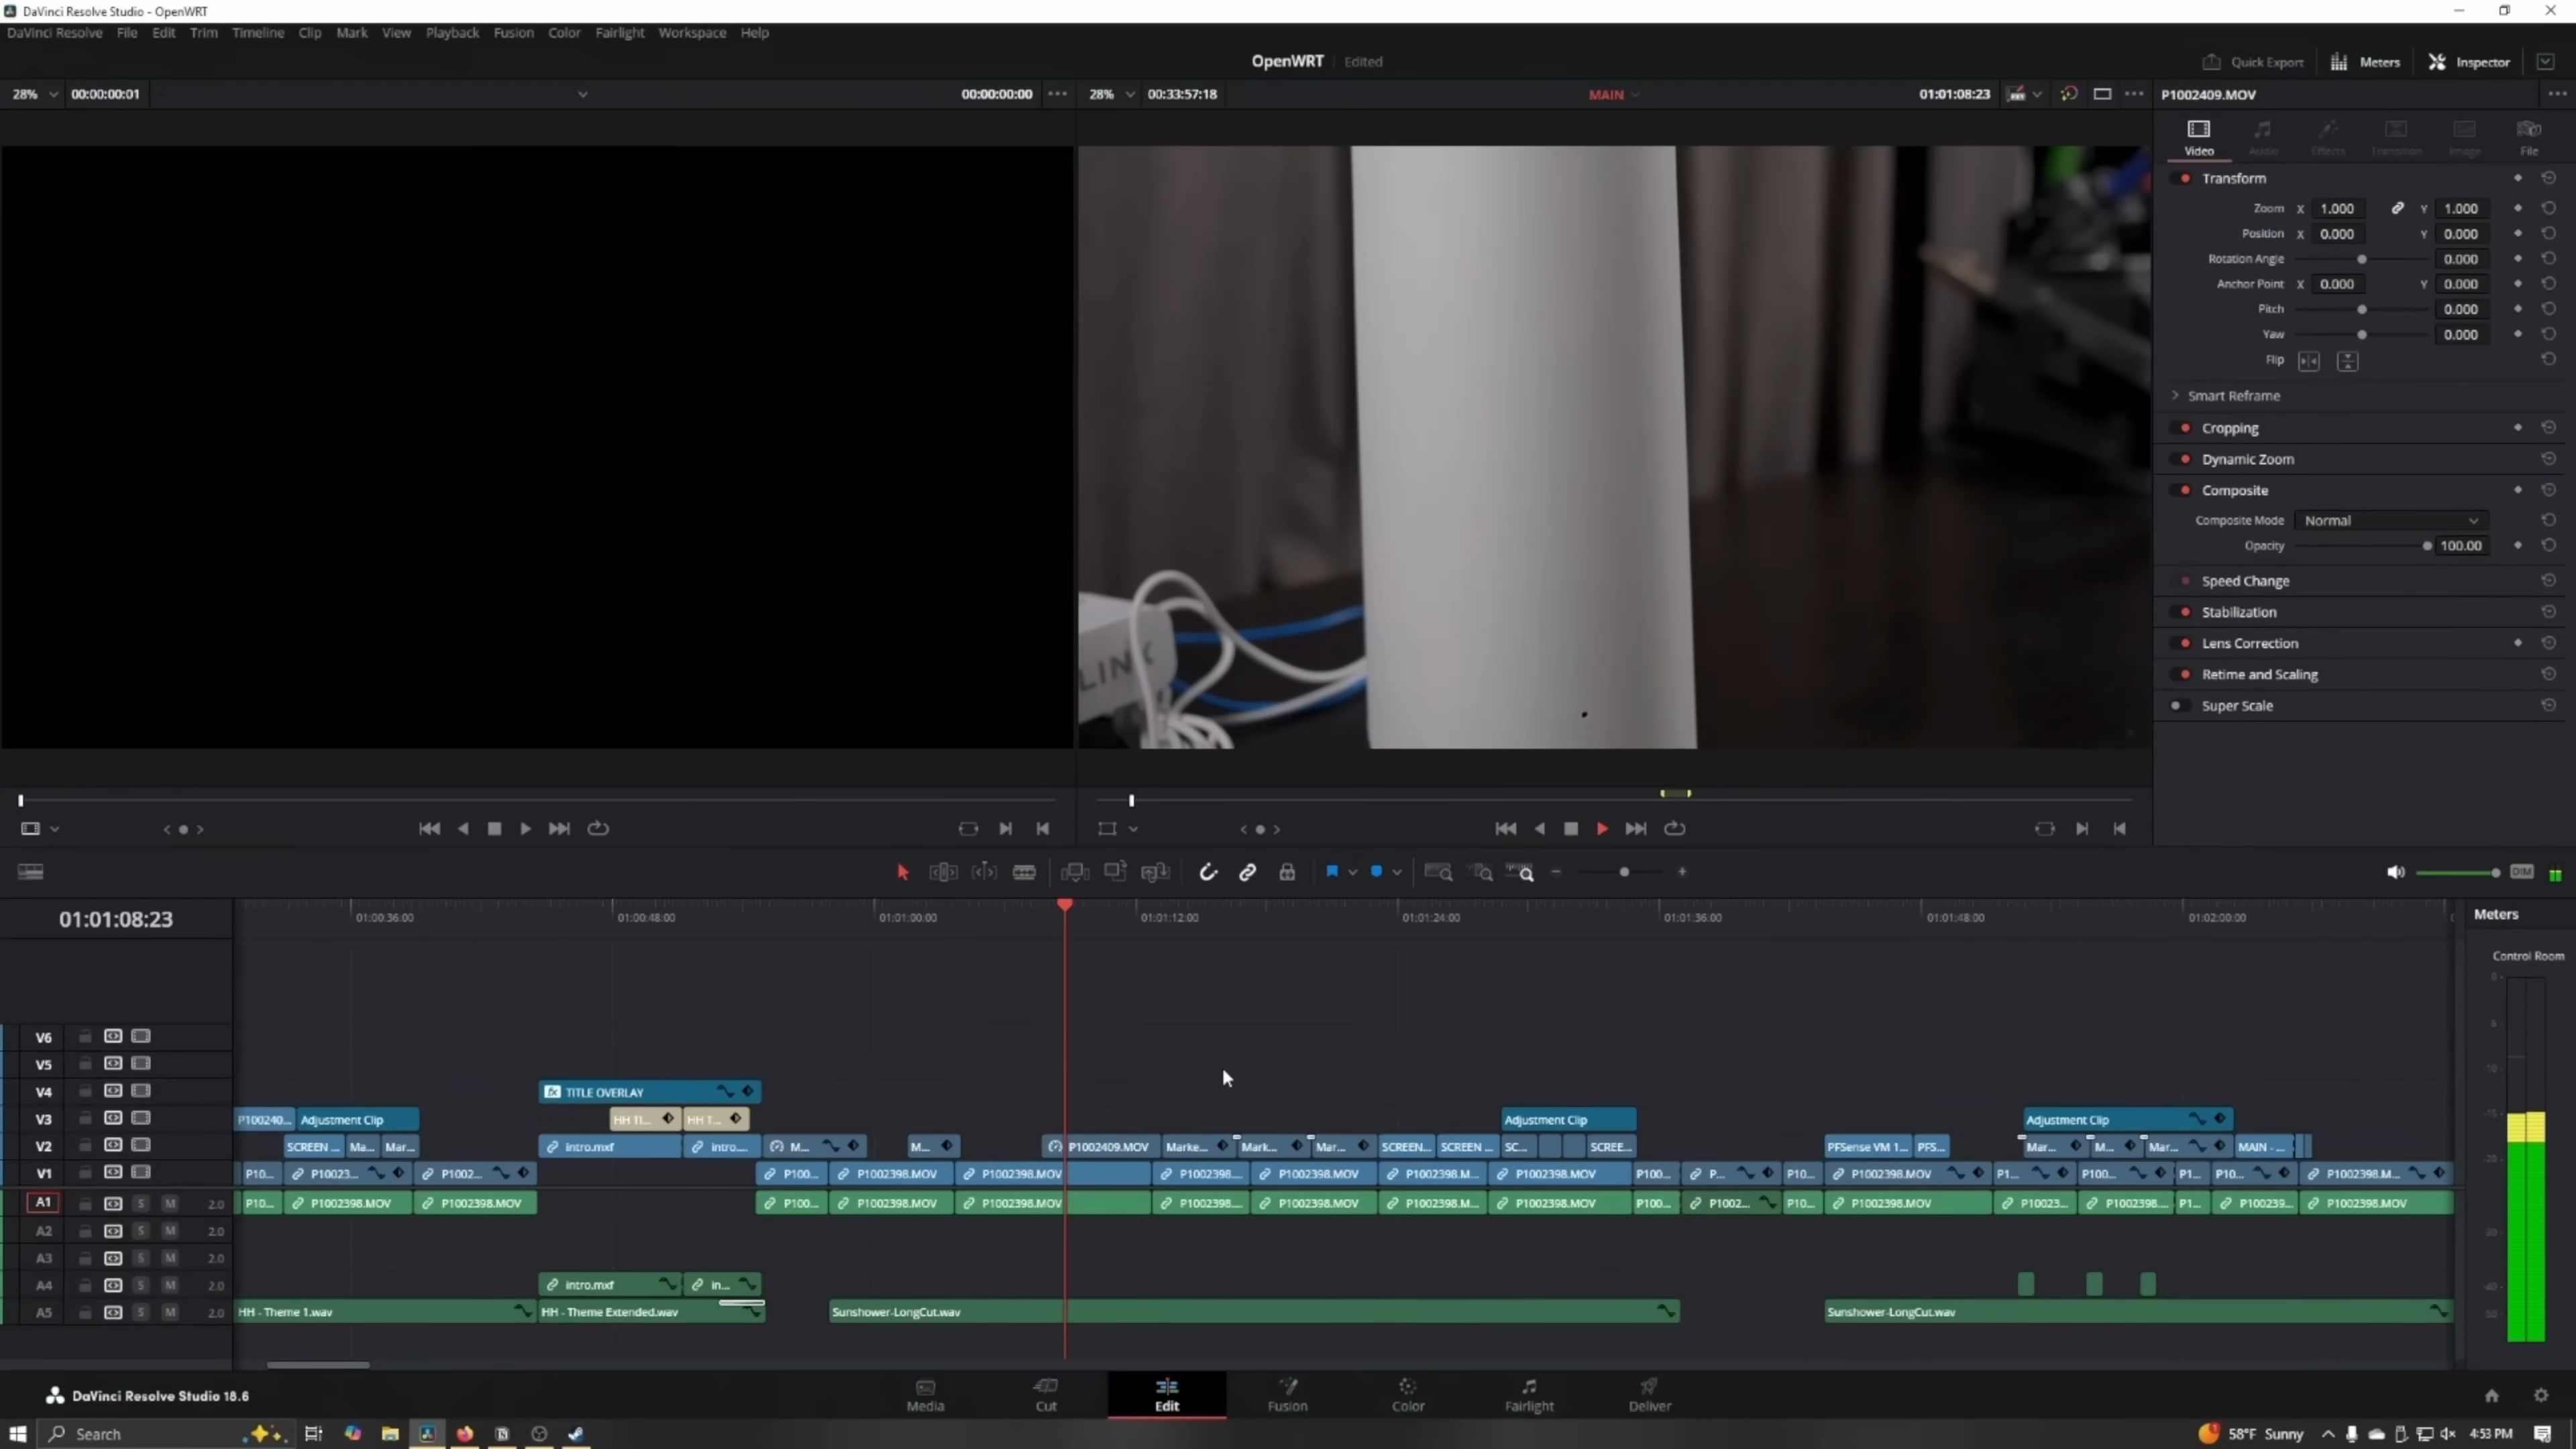 DaVinci Resolve Studio - OpenWRT
DaVinci Resolve File Edit Trim Timeline Clip Mark View Playback Fusion Color Fairlight Workspace Help
OpenWRT Edited Quick Export Meters Inspector
28% 00:00:00:01 00:00:00:00 28% 00:33:57:18 MAIN 01:01:08:23 P1002409.MOV
Video Audio Effects Transition Image File
Transform
Zoom X 1.000 Y 1.000
Position X 0.000 Y 0.000
Rotation Angle 0.000
Anchor Point X 0.000 Y 0.000
Pitch 0.000
Yaw 0.000
Flip
Smart Reframe
Cropping
Dynamic Zoom
Composite
Composite Mode Normal
Opacity 100.00
Speed Change
Stabilization
Lens Correction
Retime and Scaling
Super Scale
LINK
DIM
01:01:08:23 01:00:36:00 01:00:48:00 01:01:00:00 01:01:12:00 01:01:24:00 01:01:36:00 01:01:48:00 01:02:00:00 Meters
Control Room
V6
V5
V4 TITLE OVERLAY
V3 P100240... Adjustment Clip HH TI... HH T... Adjustment Clip Adjustment Clip
V2 SCREEN ... Ma... Mar... intro.mxf intro.... M... M... P1002409.MOV Marke... Mark... Mar... SCREEN... SCREEN ... SC... SCREE... PFSense VM 1... PFS... Mar... M... Mar... MAIN - ...
V1 P10... P10023... P1002... P100... P1002398.MOV P1002398.MOV P1002398.... P1002398.MOV P1002398.M... P1002398.MOV P100... P... P10... P1002398.MOV P1... P100... P1... P10... P1002398.M...
A1 S M 2.0 P10... P1002398.MOV P1002398.MOV P100... P1002398.MOV P1002398.MOV P1002398.... P1002398.MOV P1002398.M... P1002398.MOV P100... P1002... P10... P1002398.MOV P10023... P1002398.... P1... P100239... P1002398.MOV
A2 S M 2.0
A3 S M 2.0
A4 S M 2.0 intro.mxf in...
A5 S M 2.0 HH - Theme 1.wav HH - Theme Extended.wav Sunshower-LongCut.wav Sunshower-LongCut.wav
DaVinci Resolve Studio 18.6 Media Cut Edit Fusion Color Fairlight Deliver
Search 58°F Sunny 4:53 PM